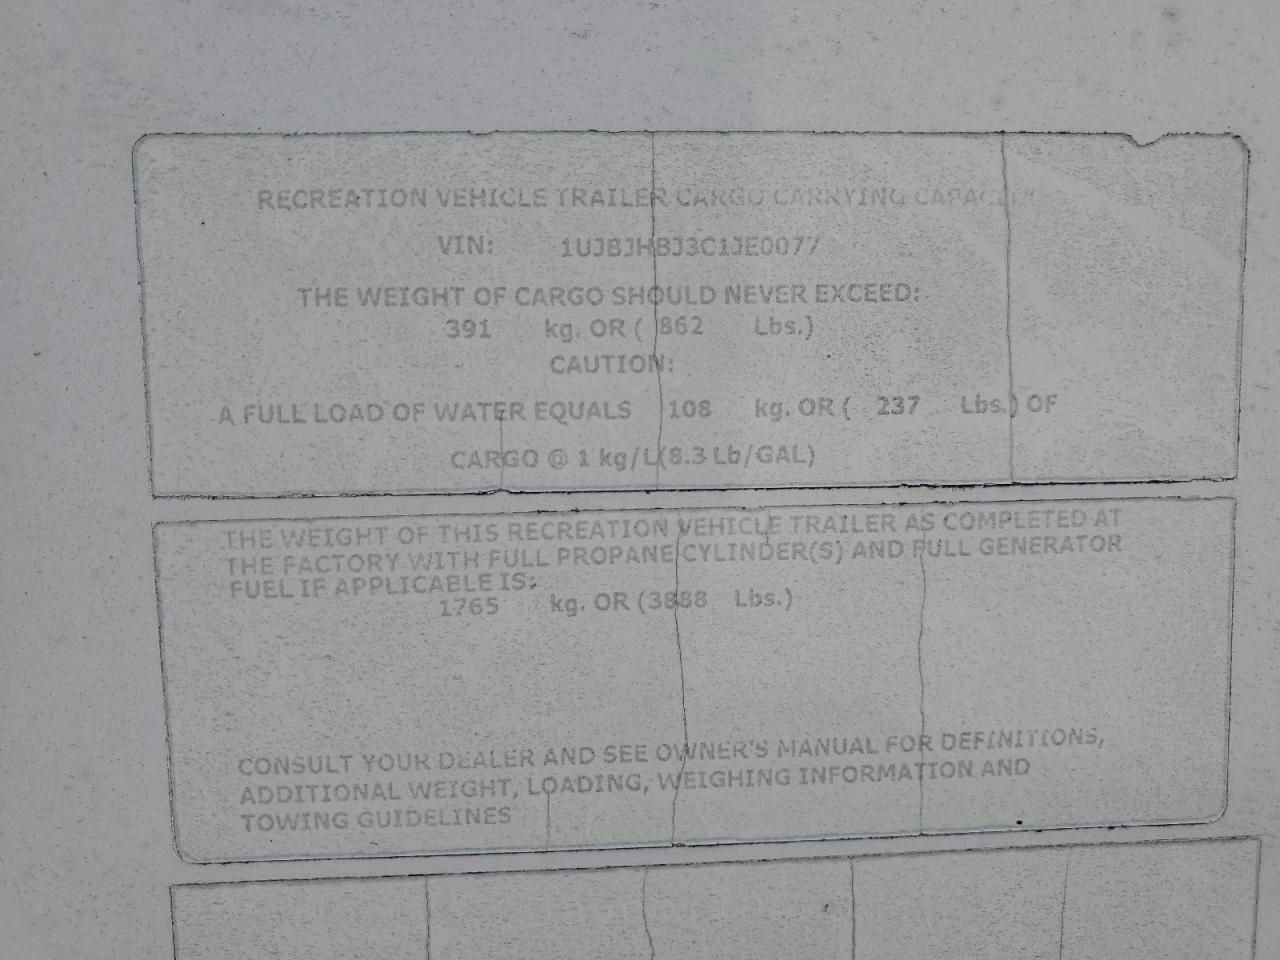 RECREATION VEHICLE TRAILER CARGO CARRYING CAPACITY
VIN: 1UJBJHBJ3C1JE0077
THE WEIGHT OF CARGO SHOULD NEVER EXCEED:
391 kg. OR ( 862 Lbs.)
CAUTION:
A FULL LOAD OF WATER EQUALS 108 kg. OR ( 237 Lbs.) OF
CARGO @ 1 kg/L(8.3 Lb/GAL)
THE WEIGHT OF THIS RECREATION VEHICLE TRAILER AS COMPLETED AT
THE FACTORY WITH FULL PROPANE CYLINDER(S) AND FULL GENERATOR
FUEL IF APPLICABLE IS:
1765 kg. OR (3888 Lbs.)
CONSULT YOUR DEALER AND SEE OWNER'S MANUAL FOR DEFINITIONS,
ADDITIONAL WEIGHT, LOADING, WEIGHING INFORMATION AND
TOWING GUIDELINES